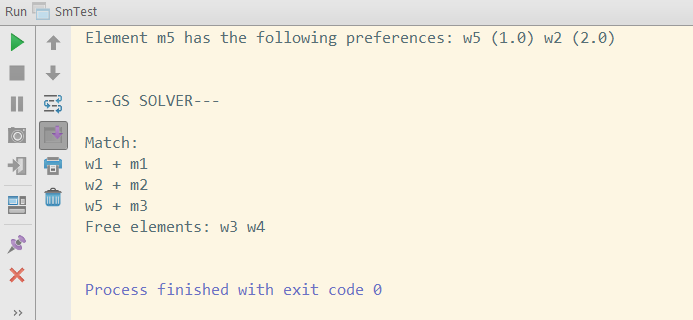 Run SmTest
Element m5 has the following preferences: w5 (1.0) w2 (2.0)
---GS SOLVER---
Match:
w1 + m1
w2 + m2
w5 + m3
Free elements: w3 w4
Process finished with exit code 0
>>